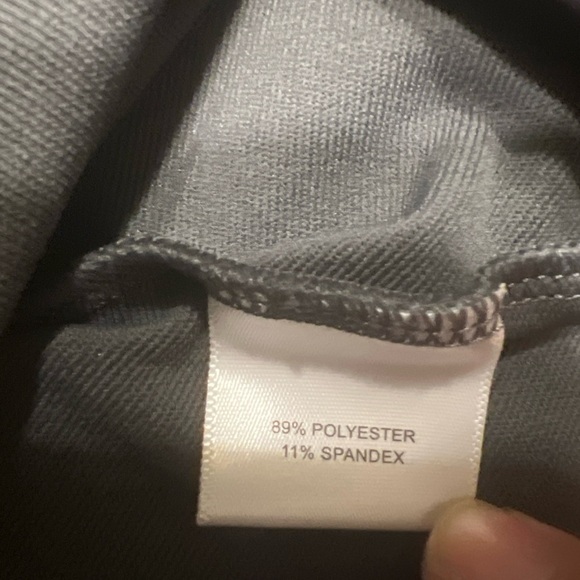 89% POLYESTER
11% SPANDEX